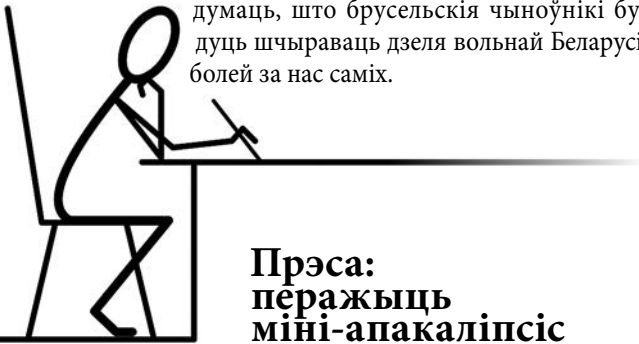 думаць, што брусельскія чыноўнікі бу-
дуць шчыраваць дзеля вольнай Беларусі
болей за нас саміх.
Прэса:
перажыць
міні-апакаліпсіс